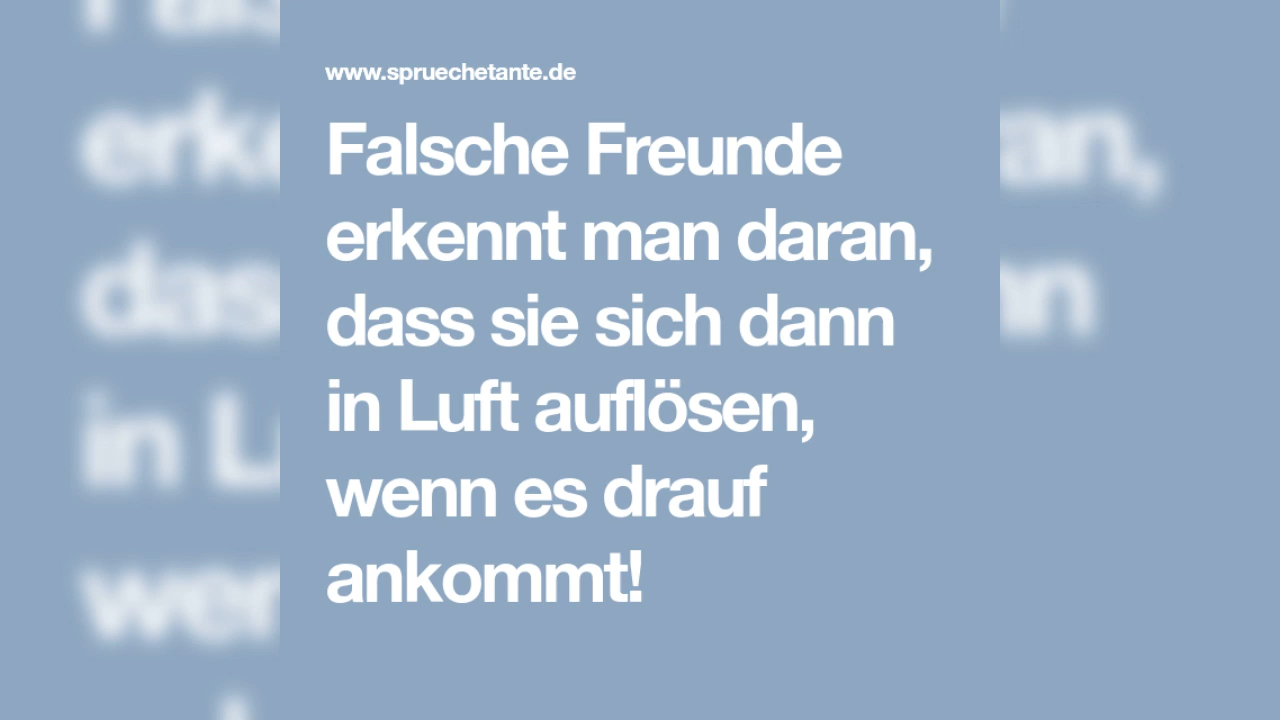 www.spruechetante.de
Falsche Freunde
erkennt man daran,
dass sie sich dann
in Luft auflösen,
wenn es drauf
ankommt!